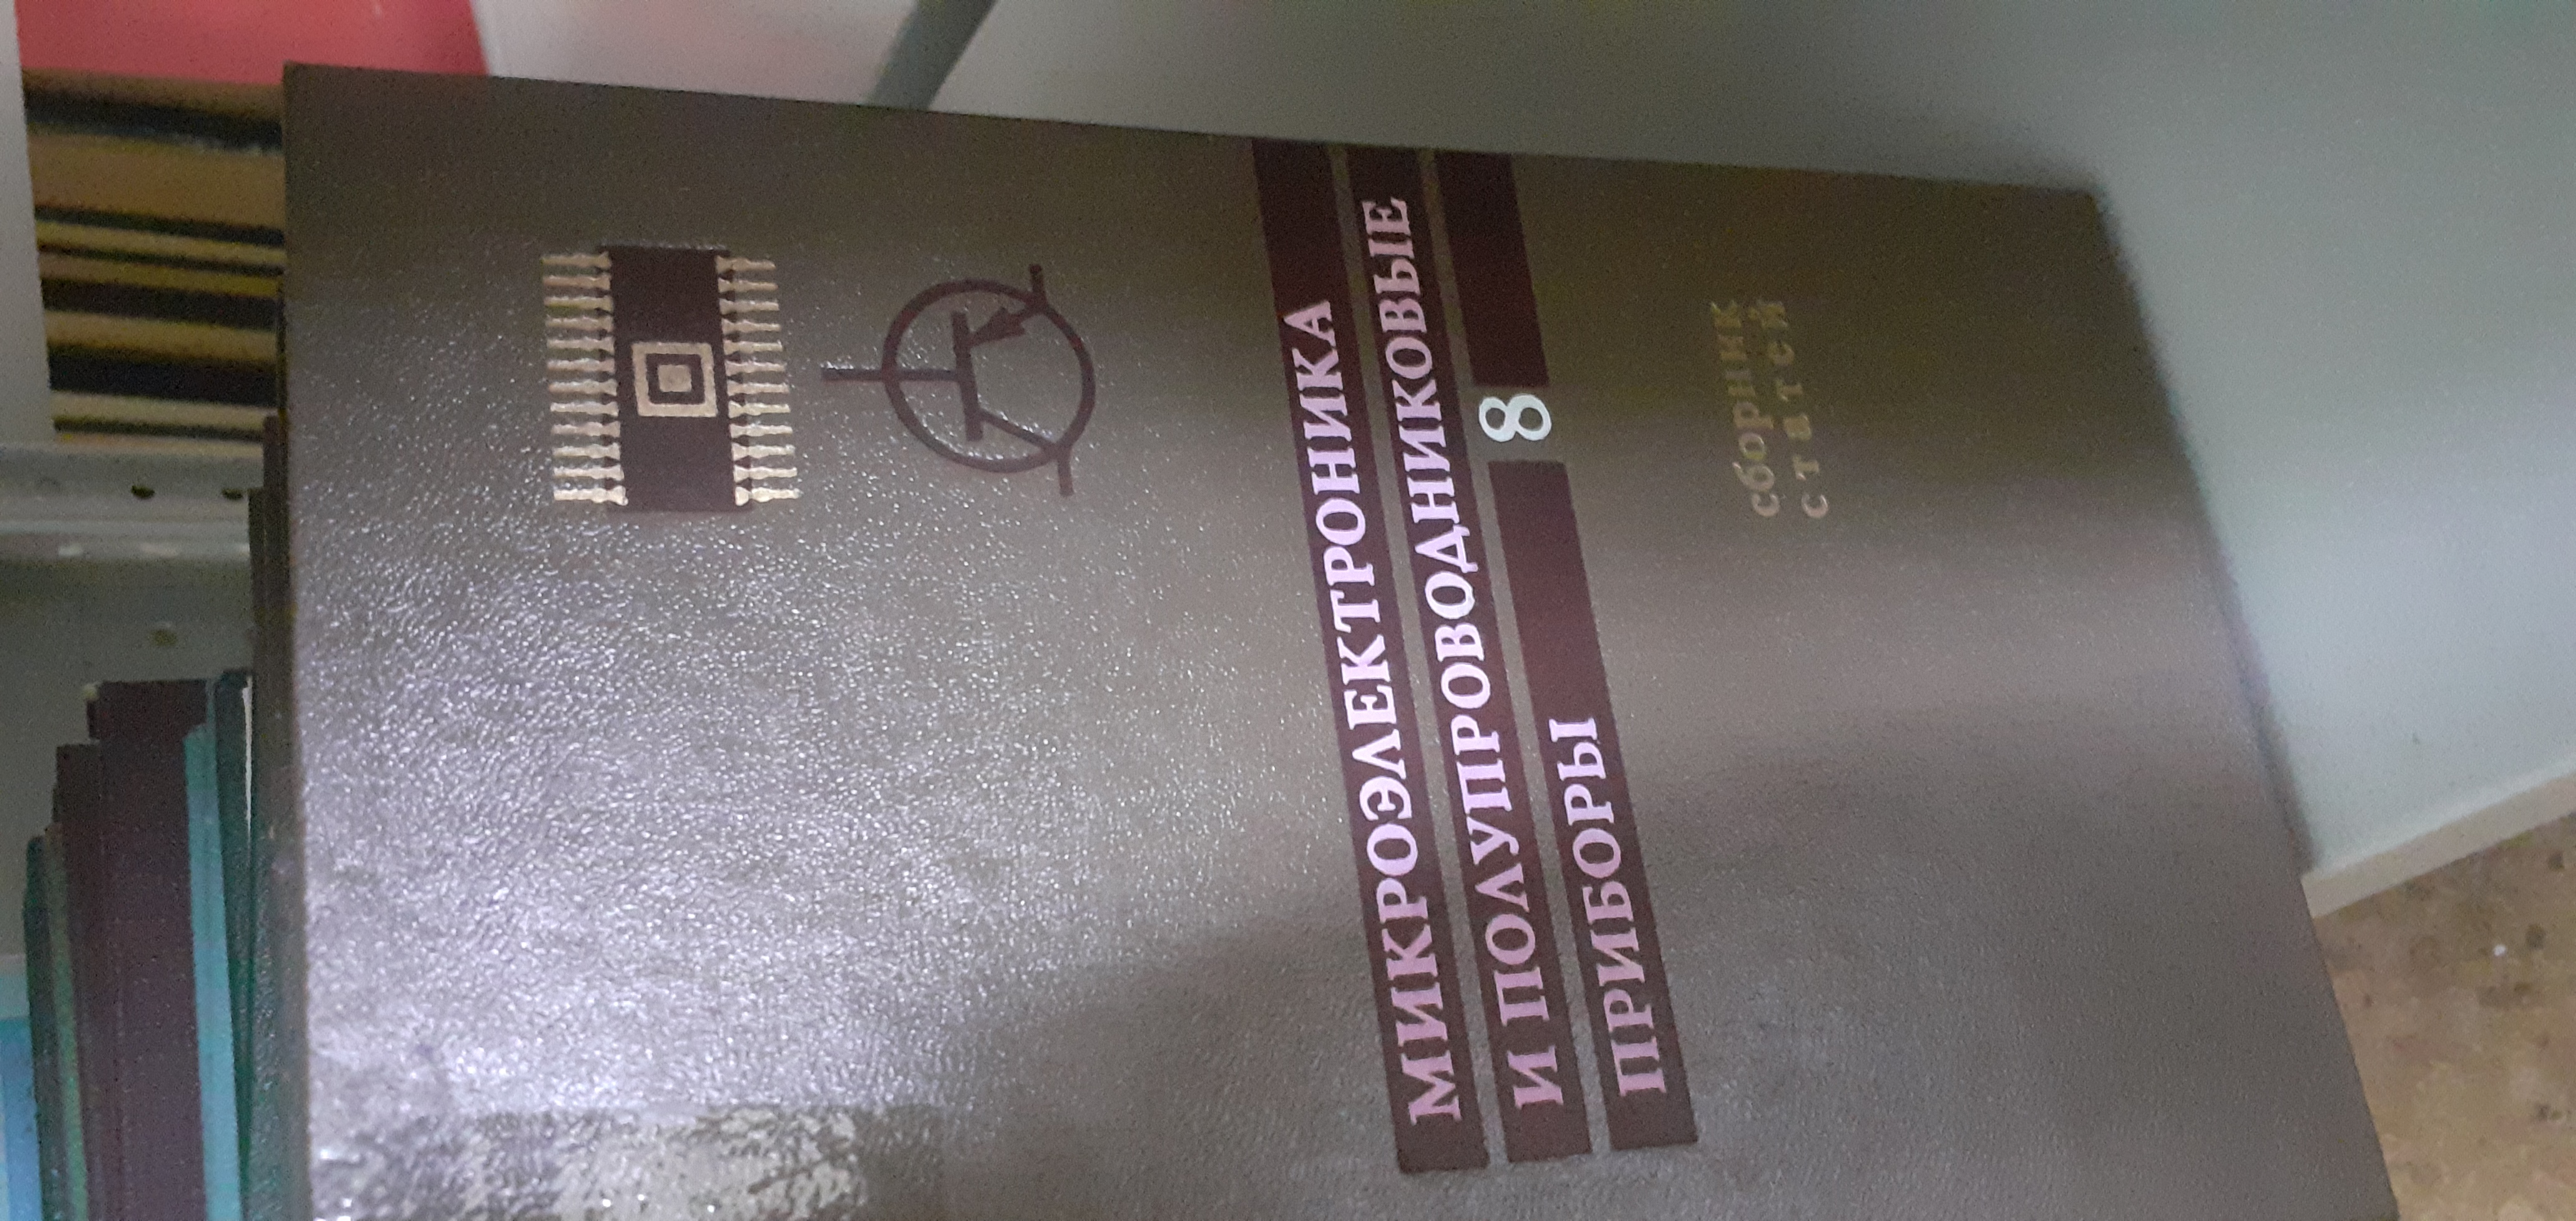 МИКРОЭЛЕКТРОНИКА
И ПОЛУПРОВОДНИКОВЫЕ
ПРИБОРЫ 8
сборник
статей